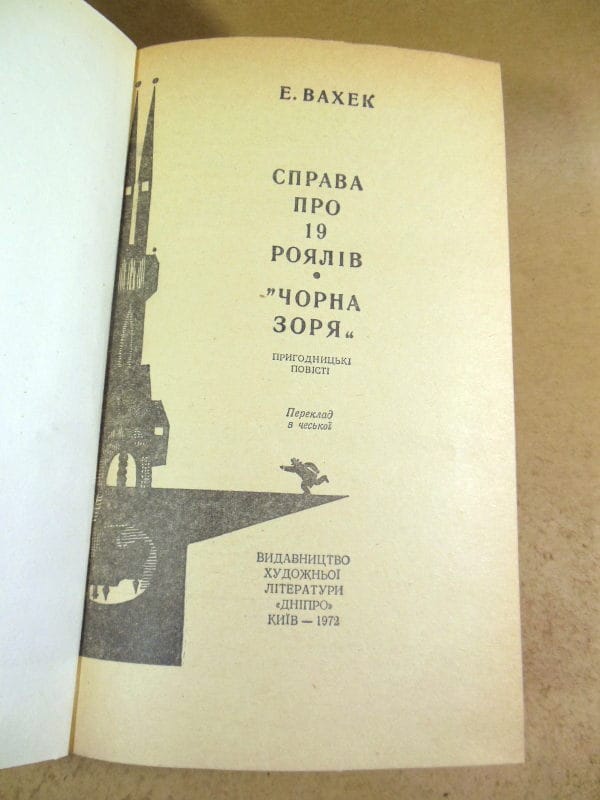 Е. ВАХЕК
СПРАВА
ПРО
19
РОЯЛІВ
•
”ЧОРНА
ЗОРЯ„
ПРИГОДНИЦЬКІ
ПОВІСТІ
Переклад
з чеської
ВИДАВНИЦТВО
ХУДОЖНЬОЇ
ЛІТЕРАТУРИ
«ДНІПРО»
КИЇВ — 1972